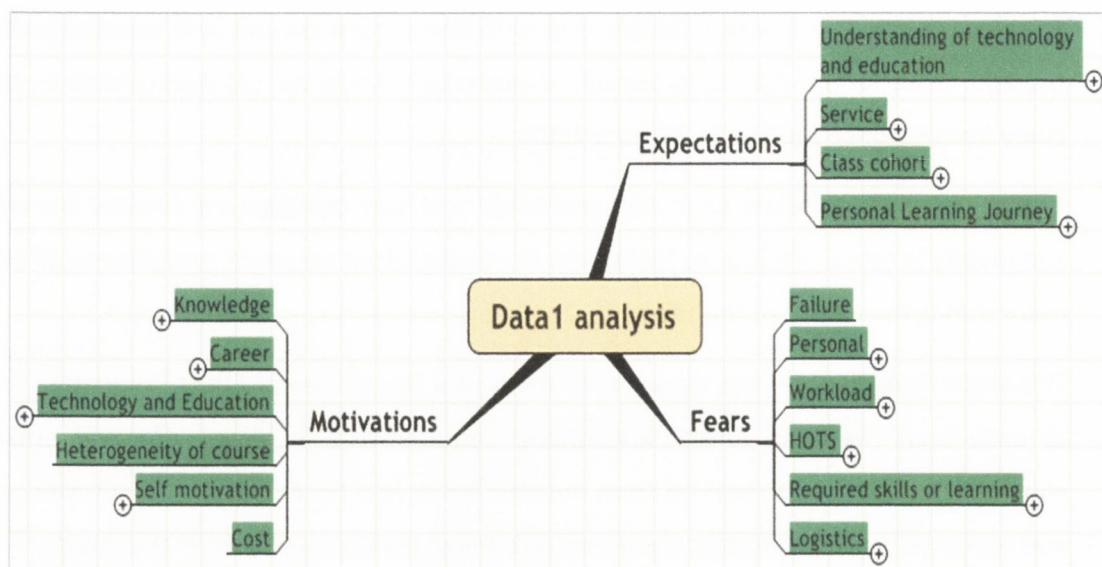 Understanding of technology
and education
Service
Expectations
Class cohort
Personal Learning Journey
Data1 analysis
Knowledge
Career
Technology and Education
Motivations
Heterogeneity of course
Self motivation
Cost
Failure
Personal
Workload
Fears
HOTS
Required skills or learning
Logistics